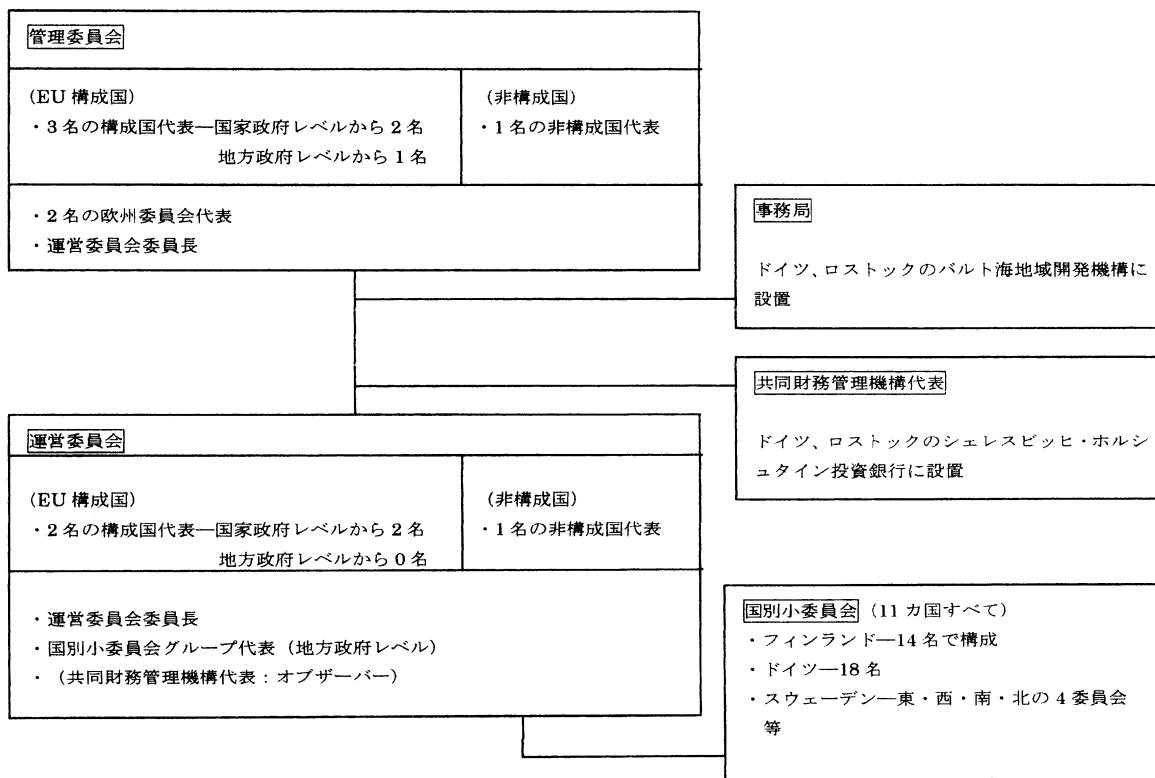 管理委員会
(EU 構成国)
・3 名の構成国代表―国家政府レベルから 2 名
地方政府レベルから 1 名
(非構成国)
・1 名の非構成国代表
・2 名の欧州委員会代表
・運営委員会委員長
事務局
ドイツ、ロストックのバルト海地域開発機構に
設置
共同財務管理機構代表
ドイツ、ロストックのシェレスビッヒ・ホルシ
ュタイン投資銀行に設置
運営委員会
(EU 構成国)
・2 名の構成国代表―国家政府レベルから 2 名
地方政府レベルから 0 名
(非構成国)
・1 名の非構成国代表
・運営委員会委員長
・国別小委員会グループ代表（地方政府レベル）
・（共同財務管理機構代表：オブザーバー）
国別小委員会（11 カ国すべて）
・フィンランド―14 名で構成
・ドイツ―18 名
・スウェーデン―東・西・南・北の 4 委員会
等